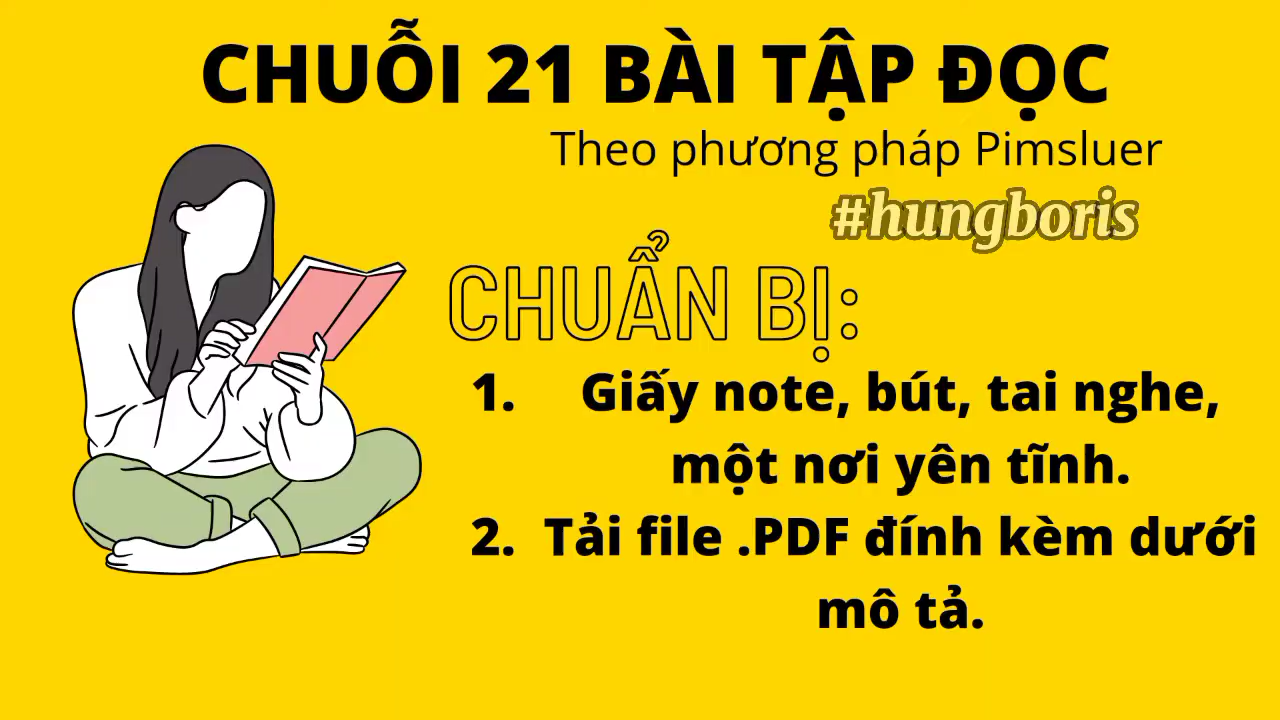 CHUỖI 21 BÀI TẬP ĐỌC
Theo phương pháp Pimsluer
#hungboris
CHUẨN BỊ:
1. Giấy note, bút, tai nghe,
một nơi yên tĩnh.
2. Tải file .PDF đính kèm dưới
mô tả.